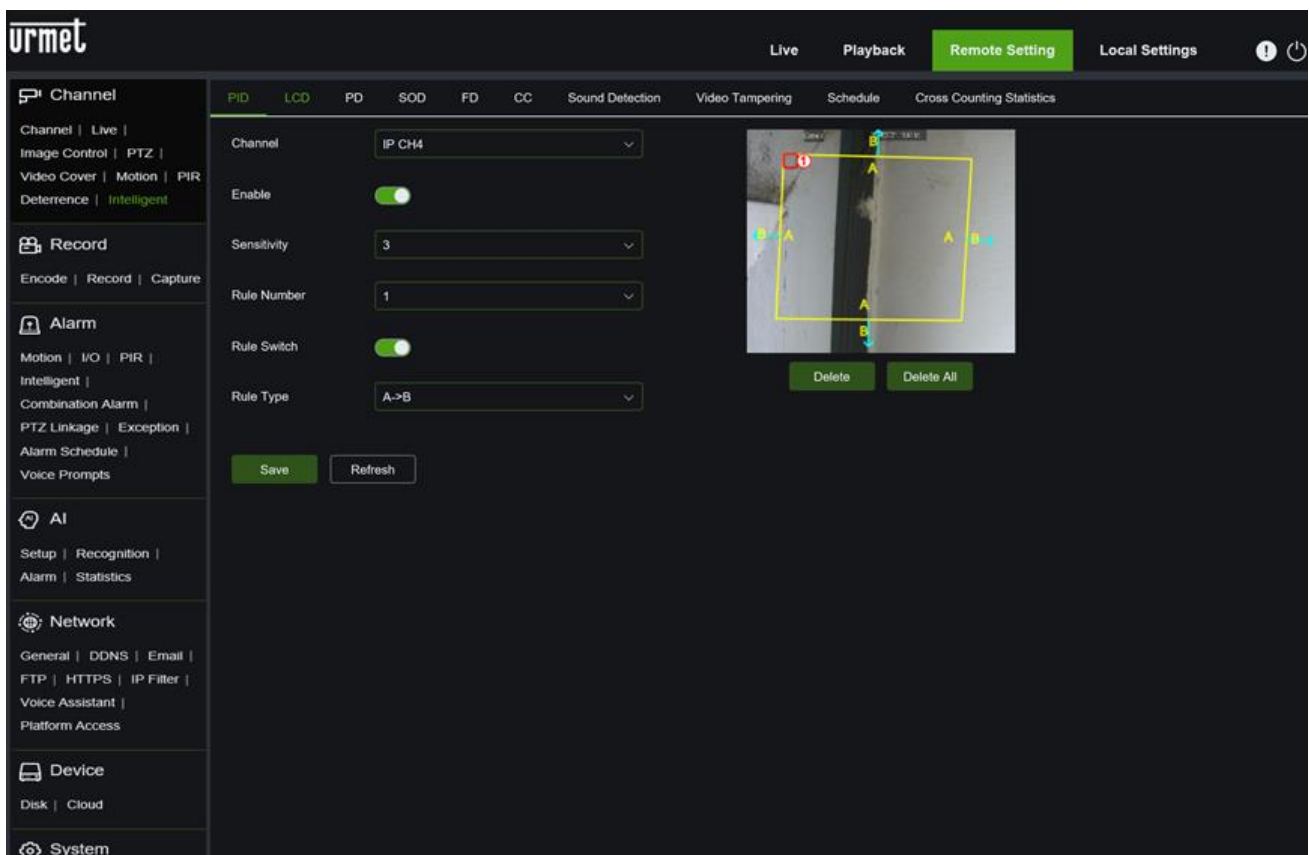 urmet
Live Playback Remote Setting Local Settings
Channel
Channel | Live |
Image Control | PTZ |
Video Cover | Motion | PIR
Deterrence | Intelligent
Record
Encode | Record | Capture
Alarm
Motion | I/O | PIR |
Intelligent |
Combination Alarm |
PTZ Linkage | Exception |
Alarm Schedule |
Voice Prompts
AI
Setup | Recognition |
Alarm | Statistics
Network
General | DDNS | Email |
FTP | HTTPS | IP Filter |
Voice Assistant |
Platform Access
Device
Disk | Cloud
System
PID LCD PD SOD FD CC Sound Detection Video Tampering Schedule Cross Counting Statistics
Channel IP CH4
Enable
Sensitivity 3
Rule Number 1
Rule Switch
Rule Type A->B
Save Refresh
B
1
A
B A A B
A
B
Delete Delete All